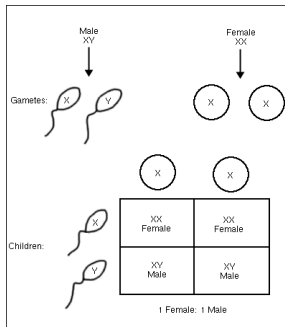 Male Female
XY XX
Gametes: X Y X X
X X
X XX XX
Female Female
Children:
Y XY XY
Male Male
1 Female: 1 Male